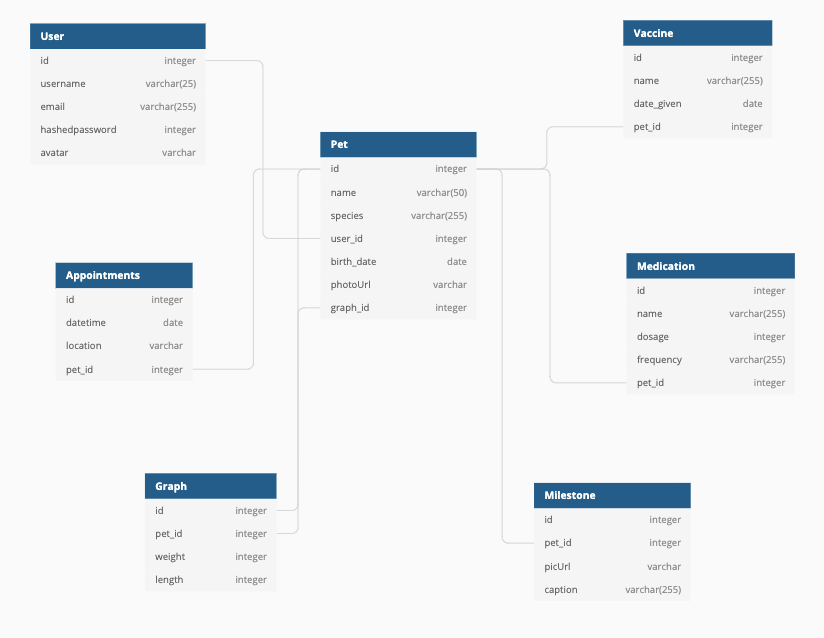 User
id integer
username varchar(25)
email varchar(255)
hashedpassword integer
avatar varchar
Vaccine
id integer
name varchar(255)
date_given date
pet_id integer
Pet
id integer
name varchar(50)
species varchar(255)
user_id integer
birth_date date
photoUrl varchar
graph_id integer
Appointments
id integer
datetime date
location varchar
pet_id integer
Medication
id integer
name varchar(255)
dosage integer
frequency varchar(255)
pet_id integer
Graph
id integer
pet_id integer
weight integer
length integer
Milestone
id integer
pet_id integer
picUrl varchar
caption varchar(255)